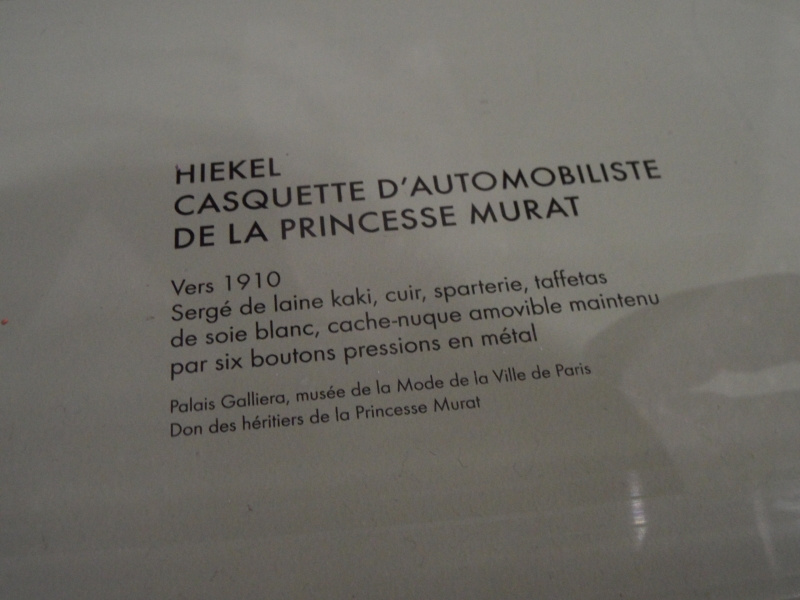 HIEKEL
CASQUETTE D'AUTOMOBILISTE
DE LA PRINCESSE MURAT
Vers 1910
Sergé de laine kaki, cuir, sparterie, taffetas
de soie blanc, cache-nuque amovible maintenu
par six boutons pressions en métal
Palais Galliera, musée de la Mode de la Ville de Paris
Don des héritiers de la Princesse Murat